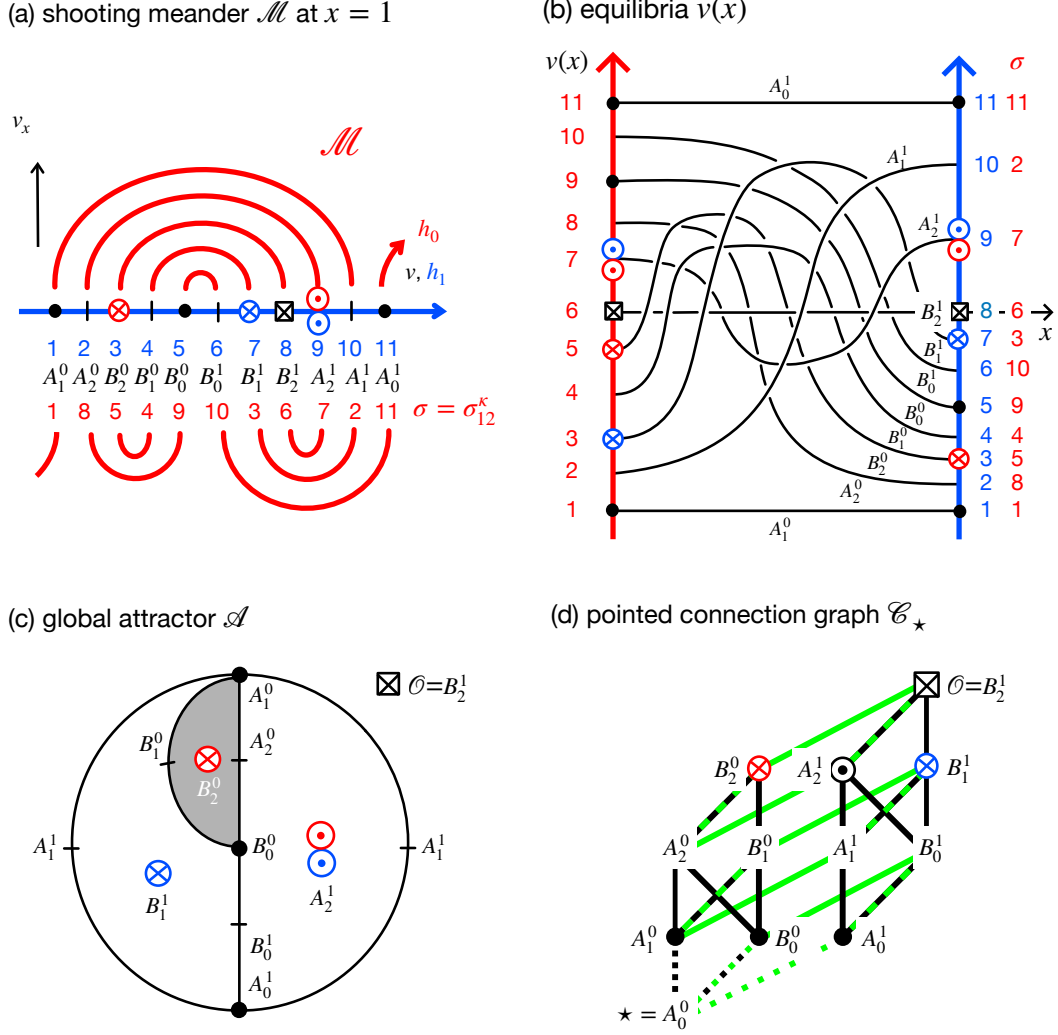 (a) shooting meander ℳ at x = 1
v_x
ℳ
h_0
v, h_1
1 2 3 4 5 6 7 8 9 10 11
A_1^0 A_2^0 B_2^0 B_1^0 B_0^0 B_0^1 B_1^1 B_2^1 A_2^1 A_1^1 A_0^1
1 8 5 4 9 10 3 6 7 2 11 σ = σ_{12}^κ
(b) equilibria v(x)
v(x) σ
11 A_0^1 11 11
10 A_1^1 10 2
9 A_2^1 9 7
8
7
6 B_2^1 8 6
x
5 B_1^1 7 3
B_0^1 6 10
4 B_0^0 5 9
3 B_1^0 4 4
B_2^0 3 5
2 A_2^0 2 8
1 A_1^0 1 1
(c) global attractor 𝒜
𝒪=B_2^1
A_1^0
B_1^0 A_2^0
B_2^0
A_1^1 B_0^0 A_1^1
B_1^1 A_2^1
B_0^1
A_0^1
(d) pointed connection graph 𝒞_⋆
𝒪=B_2^1
B_2^0 A_2^1 B_1^1
A_2^0 B_1^0 A_1^1 B_0^1
A_1^0 B_0^0 A_0^1
⋆ = A_0^0